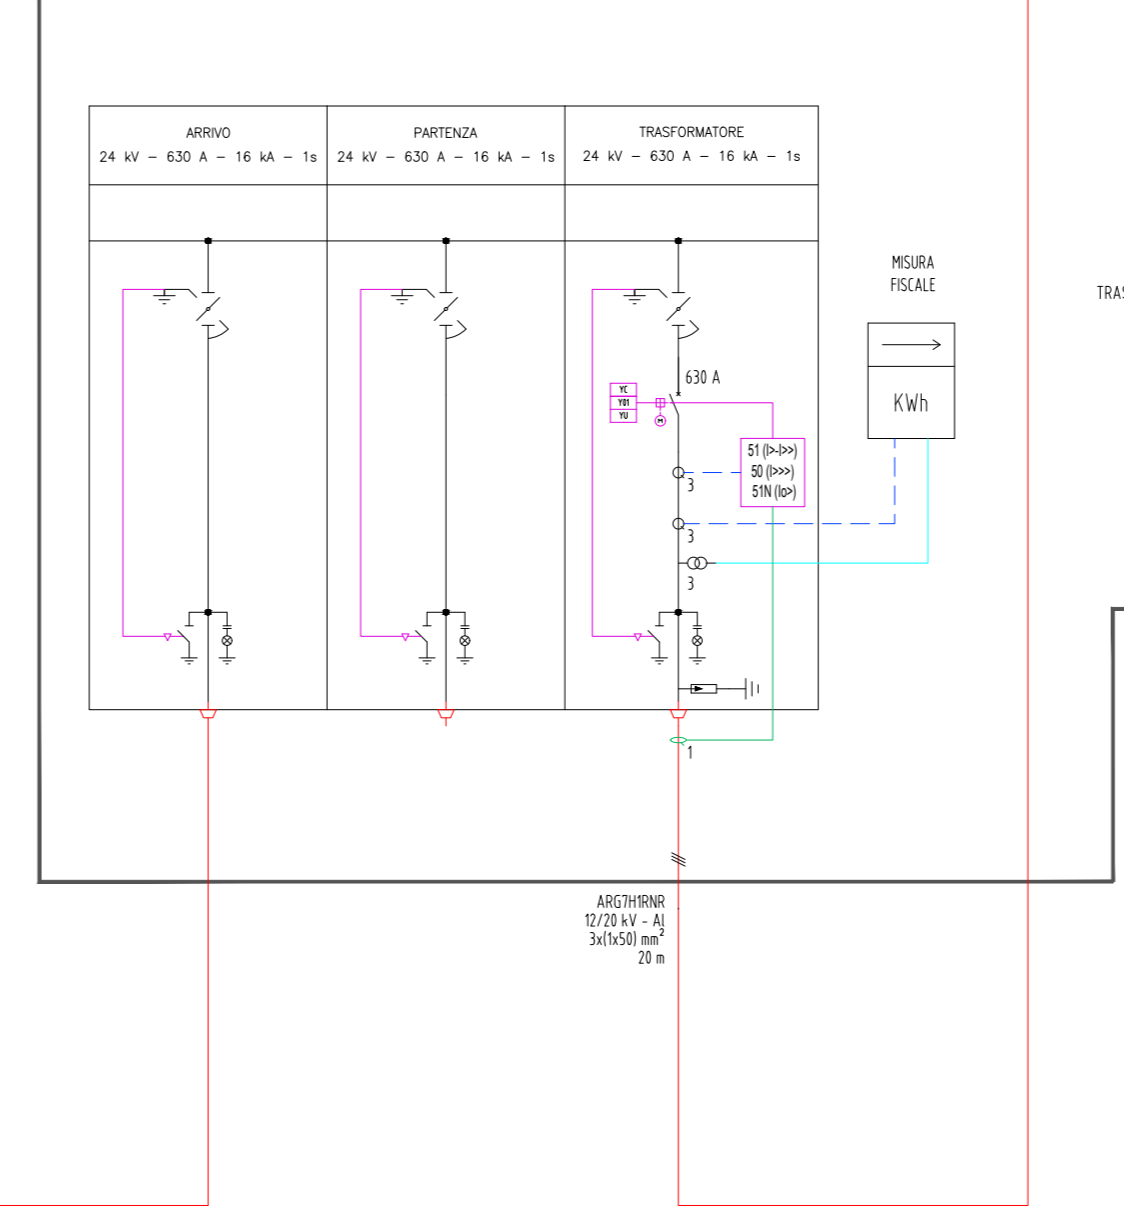 ARRIVO
24 kV - 630 A - 16 kA - 1s
PARTENZA
24 kV - 630 A - 16 kA - 1s
TRASFORMATORE
24 kV - 630 A - 16 kA - 1s
MISURA
FISCALE
TRAS
630 A
YC
YO1
YU
M
KWh
51 (I>-I>>)
50 (I>>>)
51N (Io>)
3
3
3
1
ARG7H1RNR
12/20 kV - Al
3x(1x50) mm²
20 m